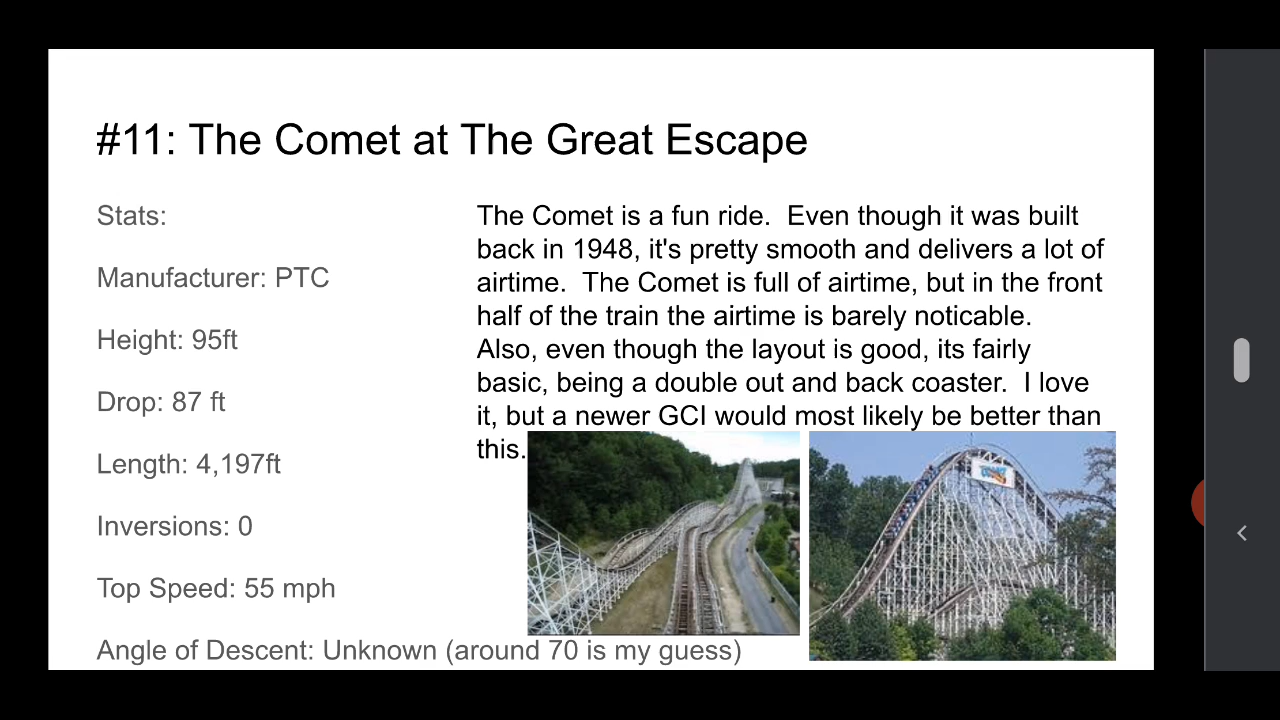 #11: The Comet at The Great Escape
Stats:
Manufacturer: PTC
Height: 95ft
Drop: 87 ft
Length: 4,197ft
Inversions: 0
Top Speed: 55 mph
Angle of Descent: Unknown (around 70 is my guess)
The Comet is a fun ride.  Even though it was built
back in 1948, it's pretty smooth and delivers a lot of
airtime.  The Comet is full of airtime, but in the front
half of the train the airtime is barely noticable.
Also, even though the layout is good, its fairly
basic, being a double out and back coaster.  I love
it, but a newer GCI would most likely be better than
this.
COMET